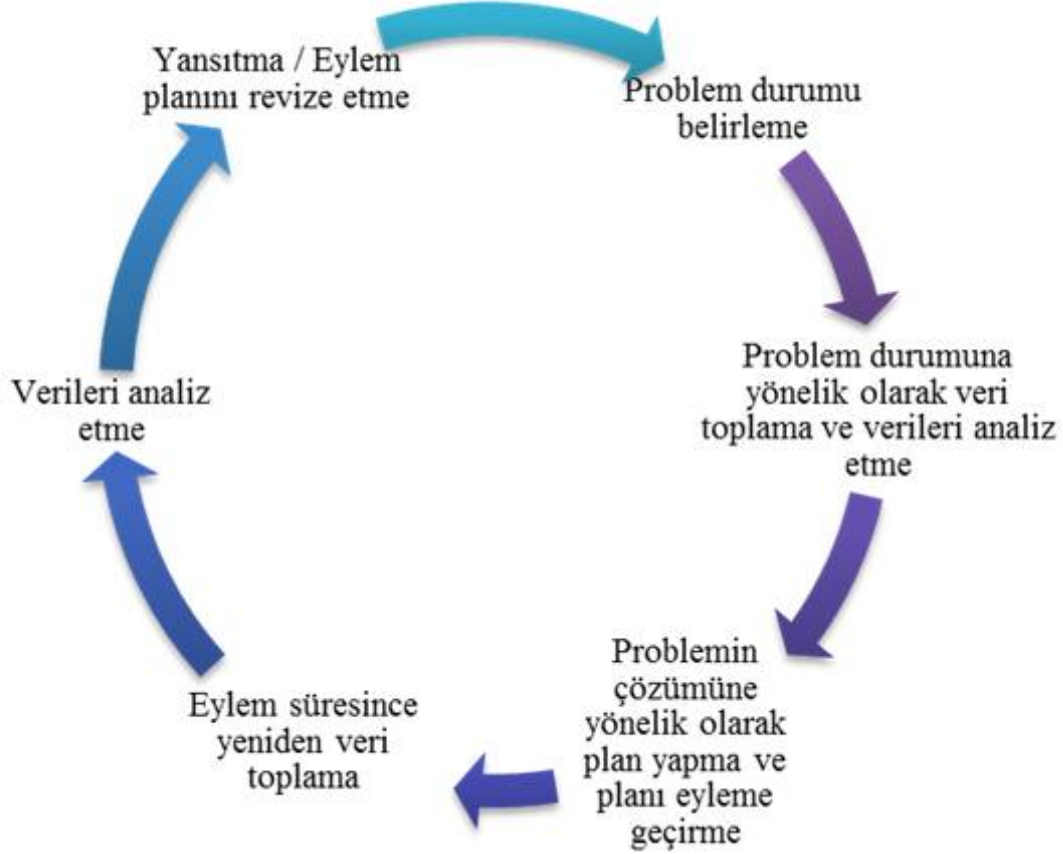 Yansıtma / Eylem
planını revize etme
Problem durumu
belirleme
Problem durumuna
yönelik olarak veri
toplama ve verileri analiz
etme
Problemin
çözümüne
yönelik olarak
plan yapma ve
planı eyleme
geçirme
Eylem süresince
yeniden veri
toplama
Verileri analiz
etme